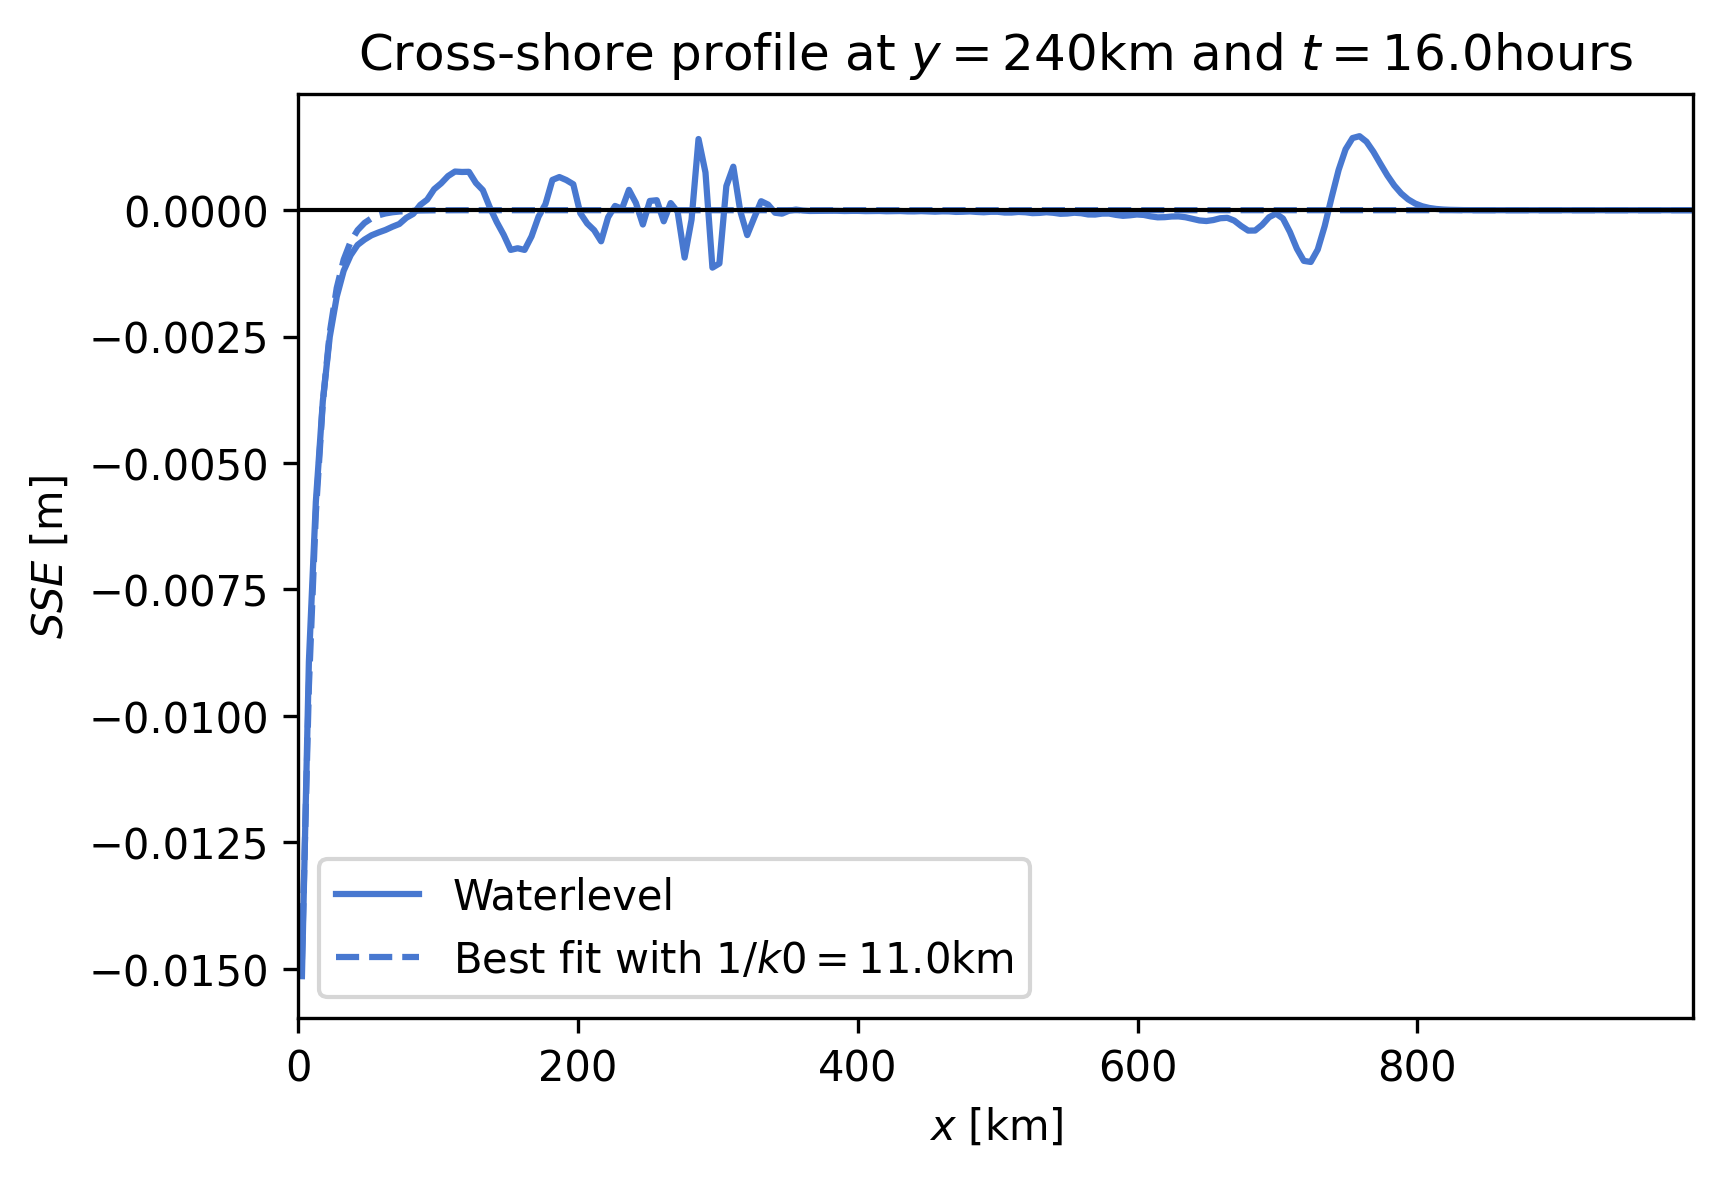 Cross-shore profile at y = 240km and t = 16.0hours
0.0000
−0.0025
−0.0050
−0.0075
−0.0100
−0.0125
−0.0150
SSE [m]
Waterlevel
Best fit with 1/k0 = 11.0km
0 200 400 600 800
x [km]